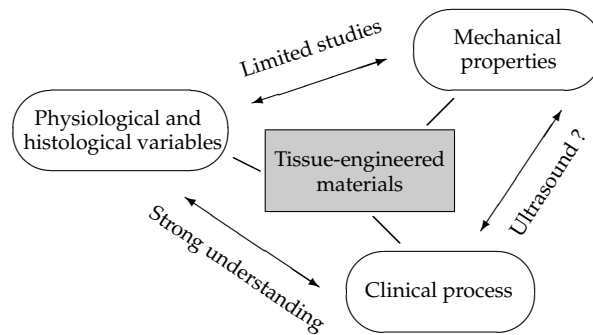 Limited studies
Mechanical
properties
Physiological and
histological variables
Tissue-engineered
materials
Ultrasound ?
Strong understanding
Clinical process